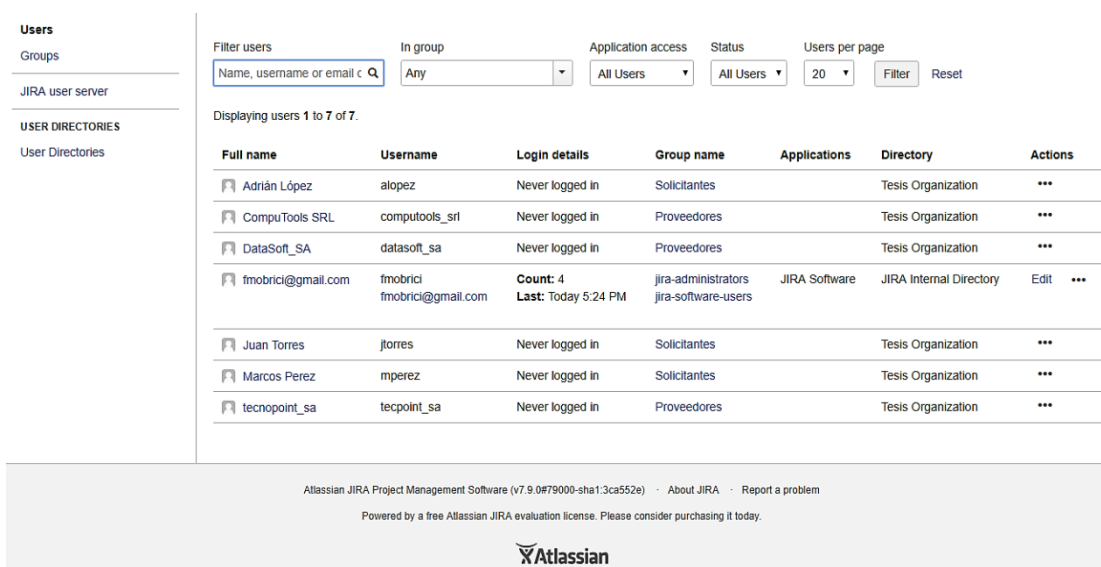 Users
Groups
JIRA user server
USER DIRECTORIES
User Directories
Filter users In group Application access Status Users per page
Name, username or email c Any All Users All Users 20 Filter Reset
Displaying users 1 to 7 of 7.
Full name Username Login details Group name Applications Directory Actions
Adrián López alopez Never logged in Solicitantes Tesis Organization •••
CompuTools SRL computools_srl Never logged in Proveedores Tesis Organization •••
DataSoft_SA datasoft_sa Never logged in Proveedores Tesis Organization •••
fmobrici@gmail.com fmobrici Count: 4 jira-administrators JIRA Software JIRA Internal Directory Edit •••
fmobrici@gmail.com Last: Today 5:24 PM jira-software-users
Juan Torres jtorres Never logged in Solicitantes Tesis Organization •••
Marcos Perez mperez Never logged in Solicitantes Tesis Organization •••
tecnopoint_sa tecpoint_sa Never logged in Proveedores Tesis Organization •••
Atlassian JIRA Project Management Software (v7.9.0#79000-sha1:3ca552e) · About JIRA · Report a problem
Powered by a free Atlassian JIRA evaluation license. Please consider purchasing it today.
Atlassian